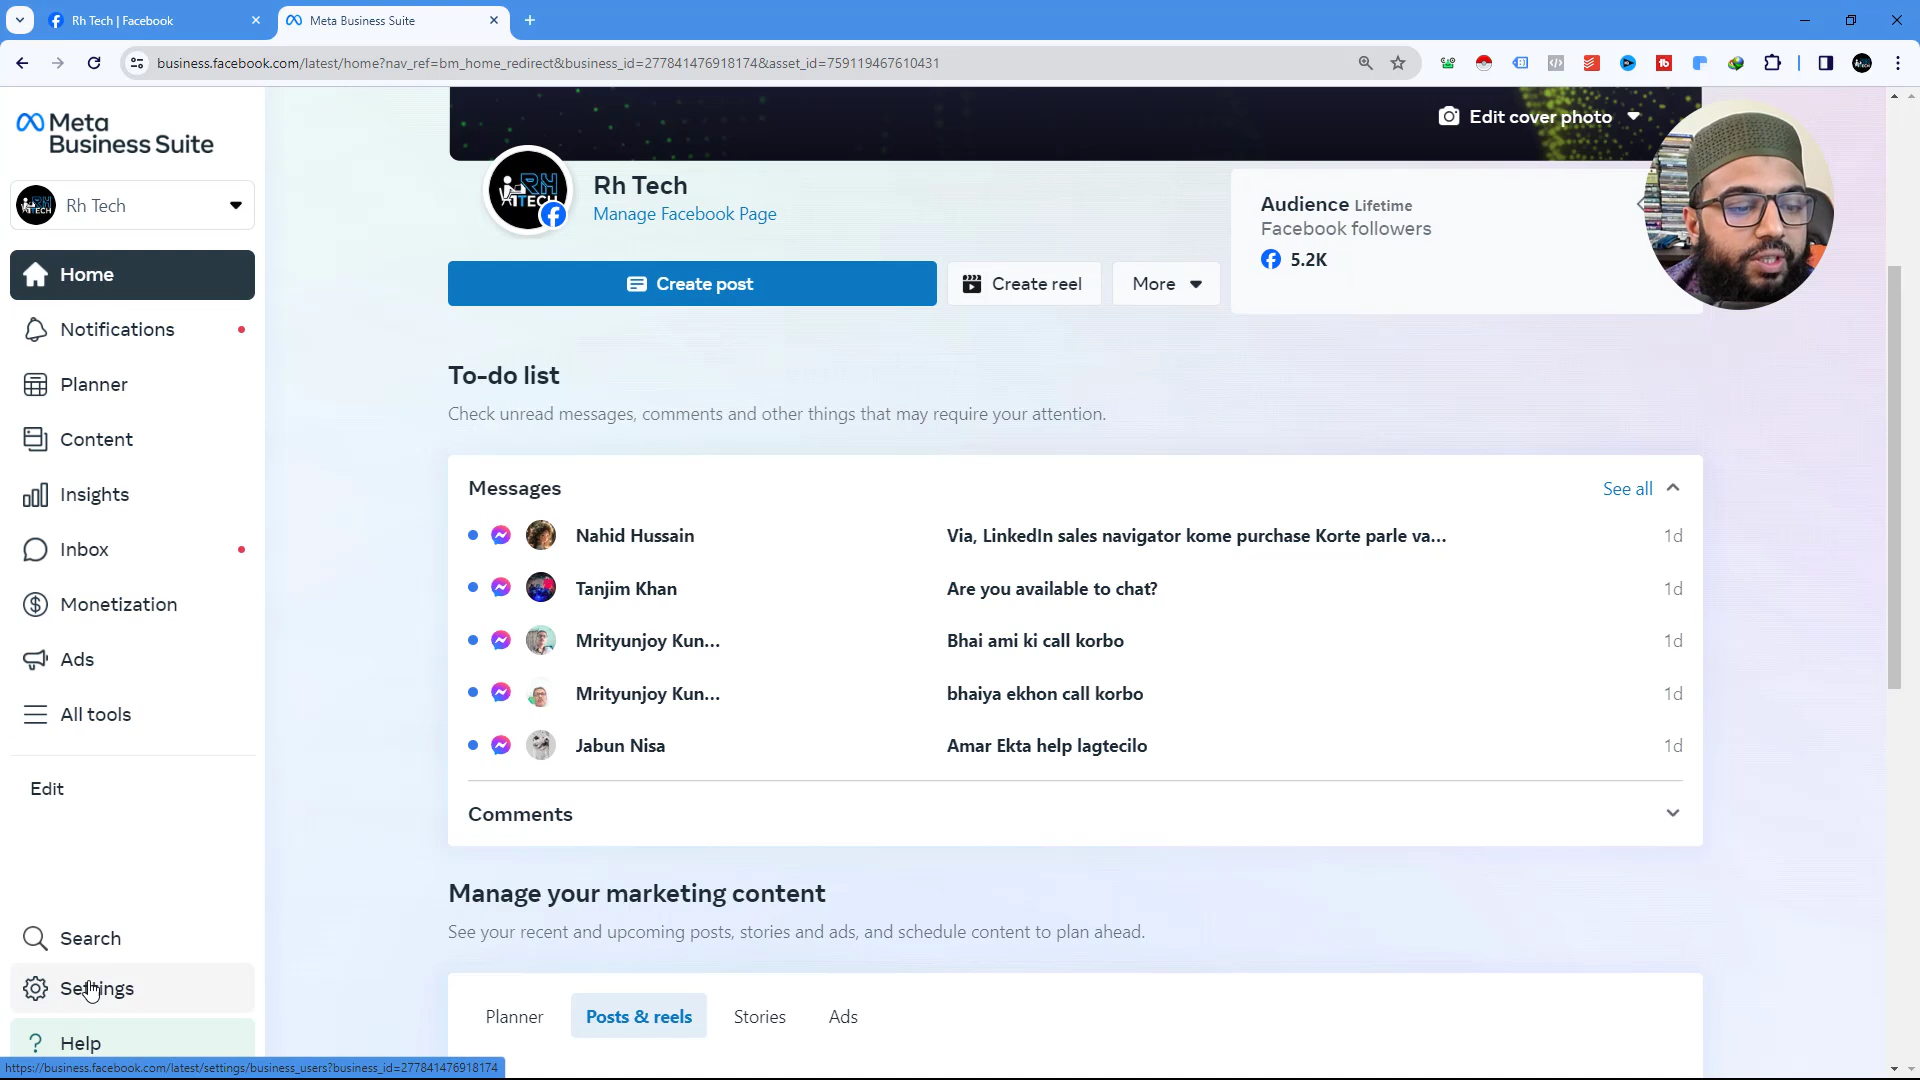 Rh Tech | Facebook
Meta Business Suite
business.facebook.com/latest/home?nav_ref=bm_home_redirect&business_id=277841476918174&asset_id=759119467610431
Meta
Business Suite
Rh Tech
Home
Notifications
Planner
Content
Insights
Inbox
Monetization
Ads
All tools
Edit
Search
Settings
Help
https://business.facebook.com/latest/settings/business_users?business_id=277841476918174
Edit cover photo
RH
TECH
Rh Tech
Manage Facebook Page
Audience Lifetime
Facebook followers
5.2K
Create post
Create reel
More
To-do list
Check unread messages, comments and other things that may require your attention.
Messages
See all
Nahid Hussain Via, LinkedIn sales navigator kome purchase Korte parle va... 1d
Tanjim Khan Are you available to chat? 1d
Mrityunjoy Kun... Bhai ami ki call korbo 1d
Mrityunjoy Kun... bhaiya ekhon call korbo 1d
Jabun Nisa Amar Ekta help lagtecilo 1d
Comments
Manage your marketing content
See your recent and upcoming posts, stories and ads, and schedule content to plan ahead.
Planner Posts & reels Stories Ads